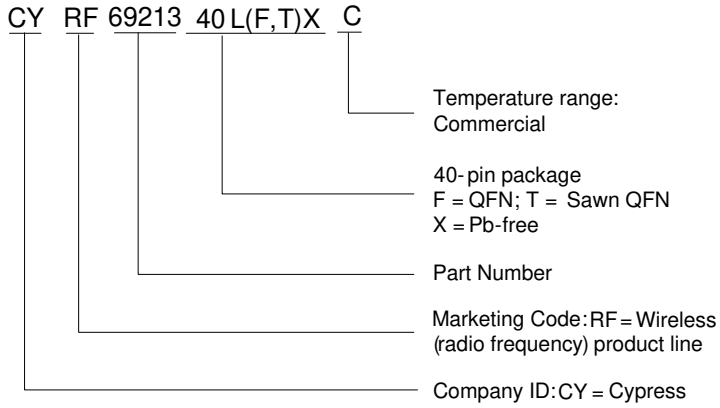 CY RF 69213 40 L(F,T)X C
Temperature range:
Commercial
40-pin package
F = QFN; T = Sawn QFN
X = Pb-free
Part Number
Marketing Code: RF = Wireless
(radio frequency) product line
Company ID: CY = Cypress